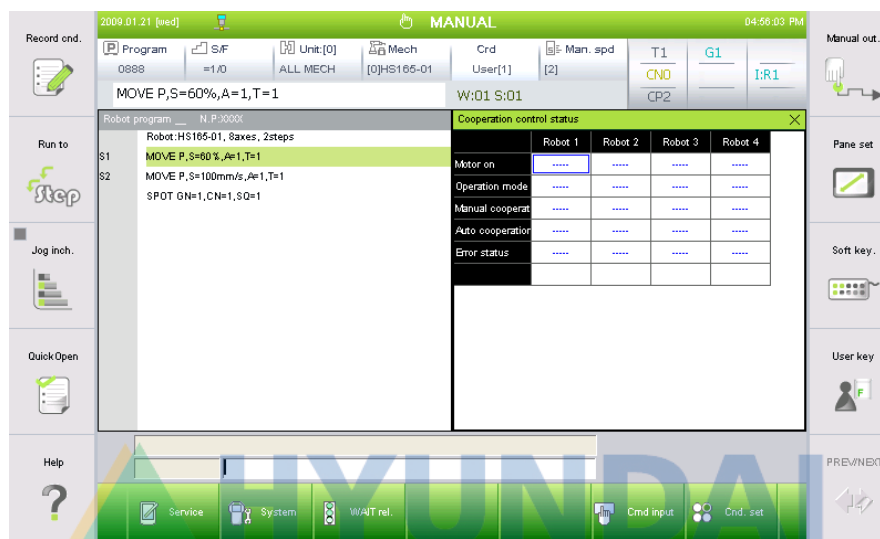 2009.01.21 [wed] MANUAL 04:56:03 PM
Record cnd.
Run to
Step
Jog inch.
QuickOpen
Help
Program S/F Unit:[0] Mech Crd Man. spd
0888 =1/0 ALL MECH [0]HS165-01 User[1] [2]
T1 G1
CN0 I:R1
CP2
MOVE P,S=60%,A=1,T=1 W:01 S:01
Robot program __ N.P:XXXX
Robot:HS165-01, 8axes, 2steps
S1 MOVE P,S=60%,A=1,T=1
S2 MOVE P,S=100mm/s,A=1,T=1
SPOT GN=1,CN=1,SQ=1
Cooperation control status
Robot 1 Robot 2 Robot 3 Robot 4
Motor on ----- ----- ----- -----
Operation mode ----- ----- ----- -----
Manual cooperat ----- ----- ----- -----
Auto cooperation ----- ----- ----- -----
Error status ----- ----- ----- -----
Manual out.
Pane set
Soft key.
User key
F
PREV/NEXT
HYUNDAI
Service System WAIT rel. Cmd input Cnd. set